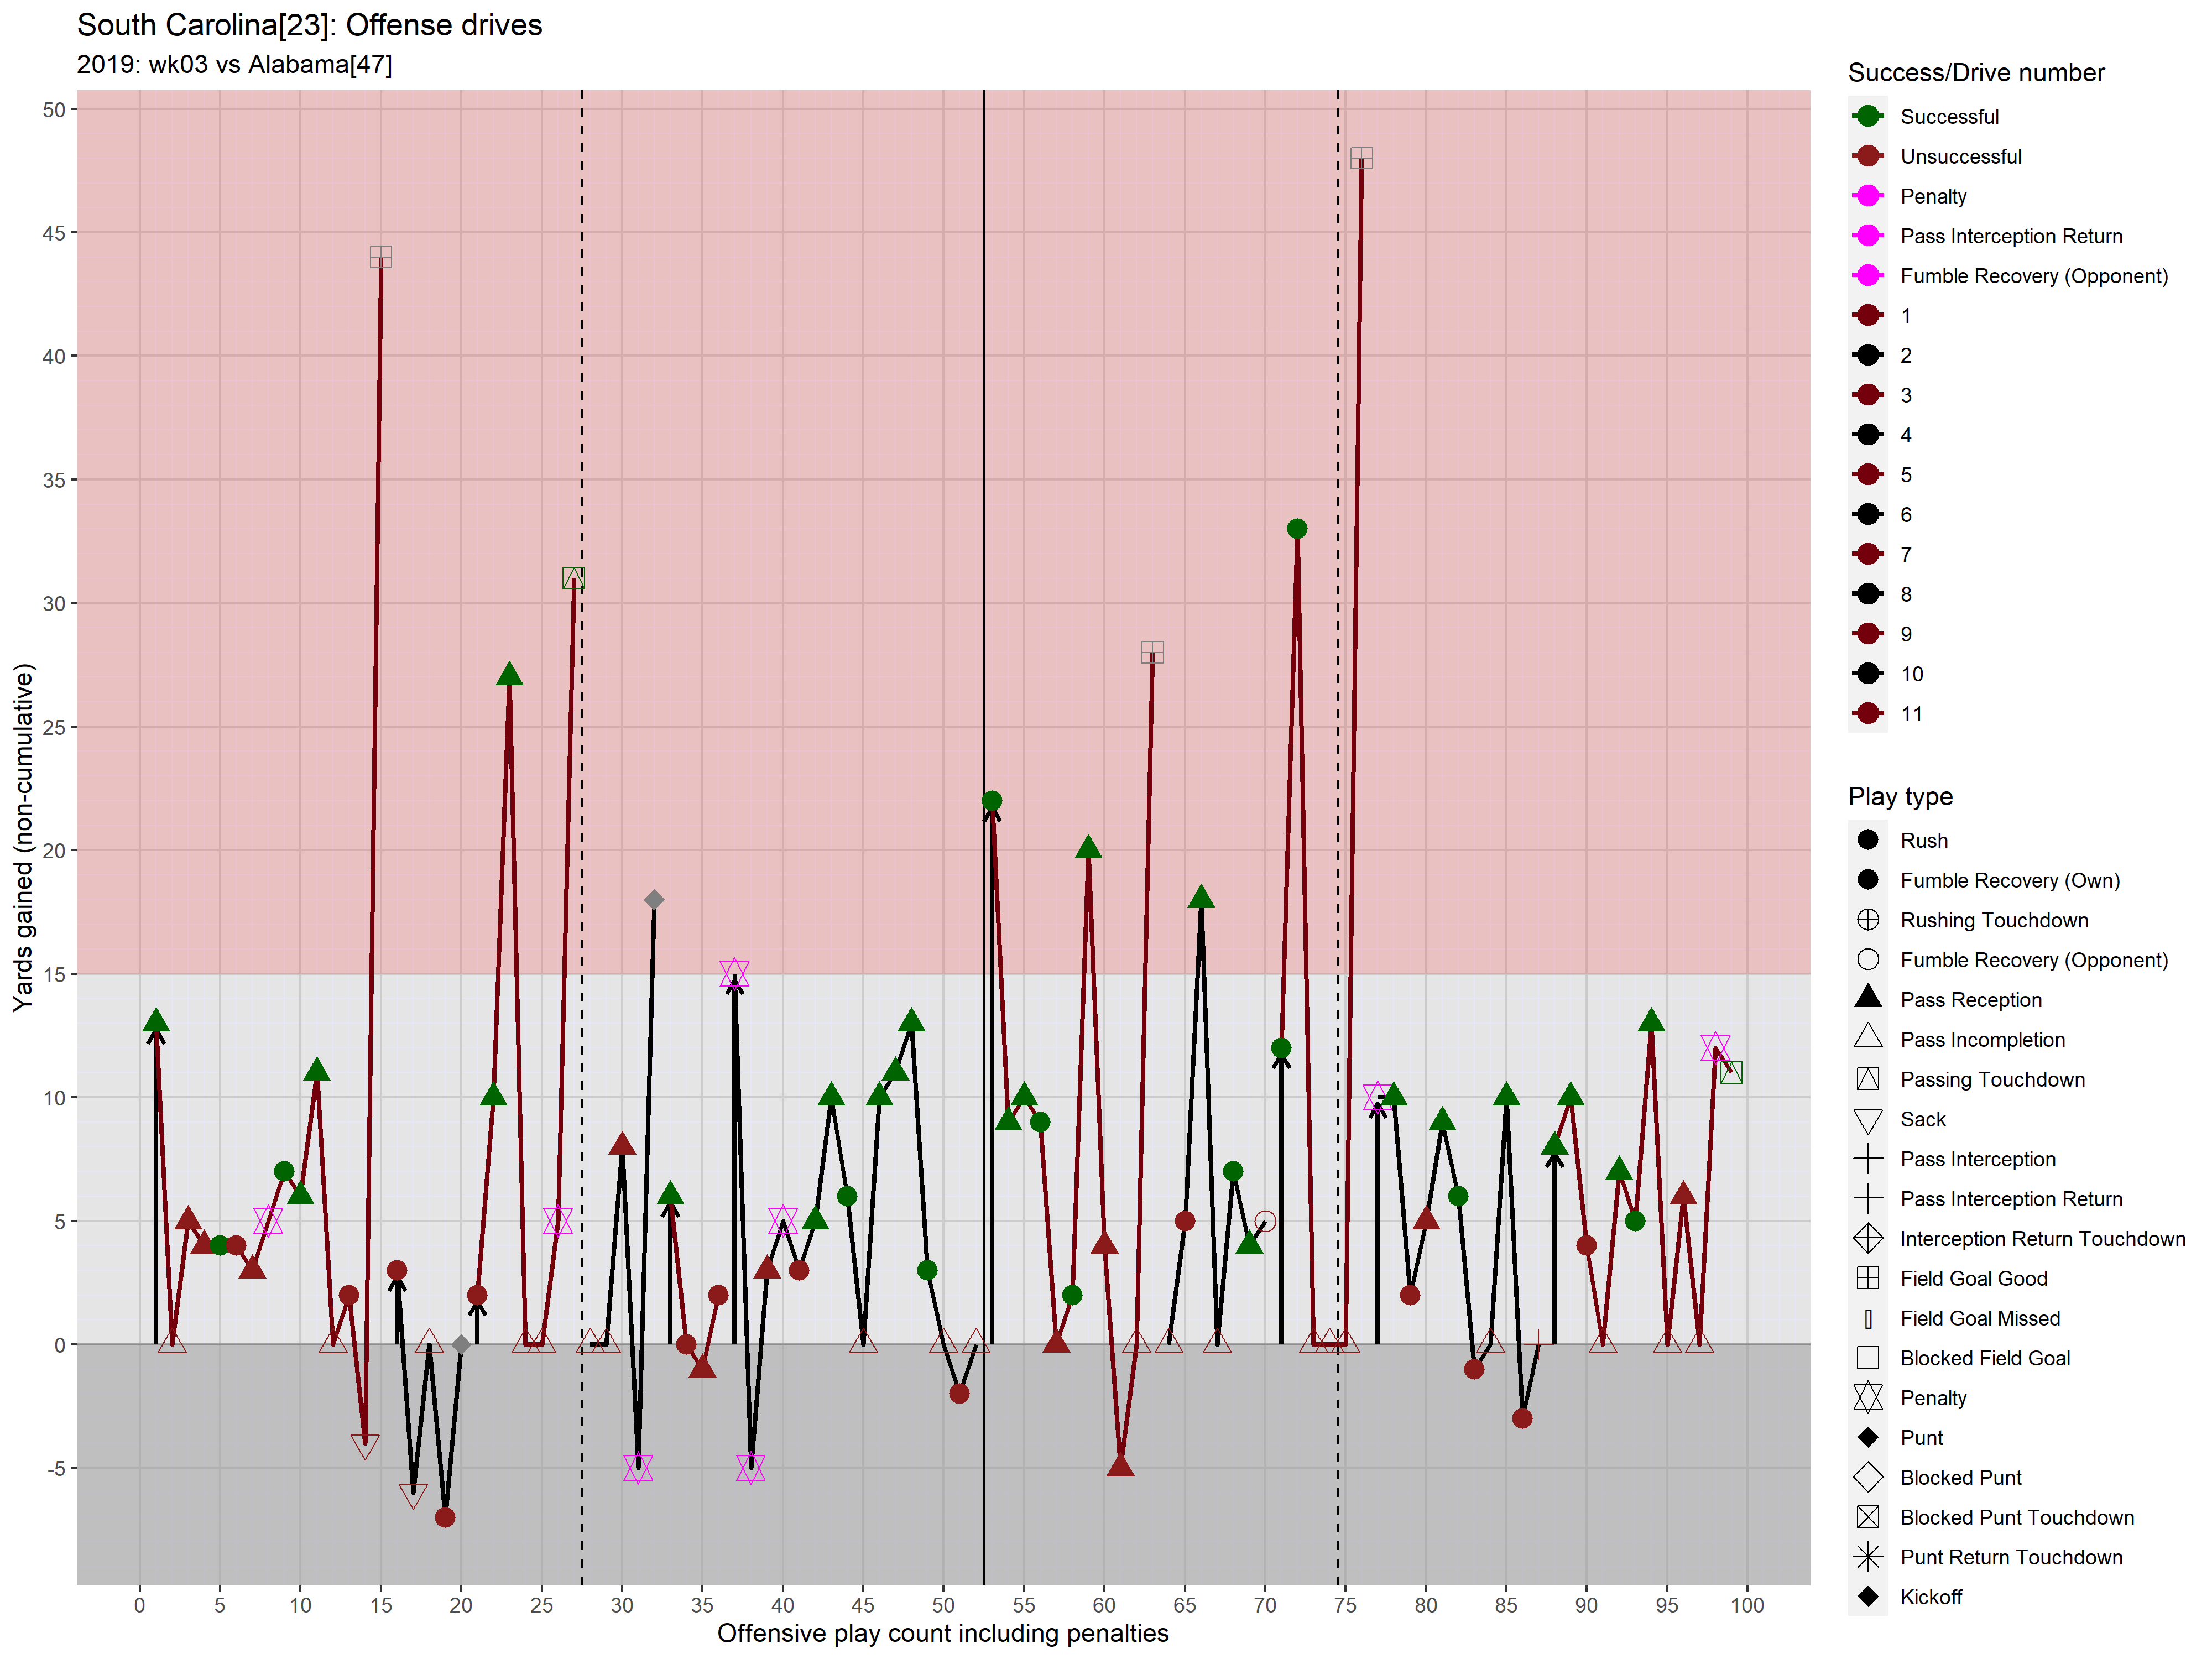 South Carolina[23]: Offense drives
2019: wk03 vs Alabama[47]
Yards gained (non-cumulative)
50
45
40
35
30
25
20
15
10
5
0
-5
0 5 10 15 20 25 30 35 40 45 50 55 60 65 70 75 80 85 90 95 100
Offensive play count including penalties
Success/Drive number
Successful
Unsuccessful
Penalty
Pass Interception Return
Fumble Recovery (Opponent)
1
2
3
4
5
6
7
8
9
10
11
Play type
Rush
Fumble Recovery (Own)
Rushing Touchdown
Fumble Recovery (Opponent)
Pass Reception
Pass Incompletion
Passing Touchdown
Sack
Pass Interception
Pass Interception Return
Interception Return Touchdown
Field Goal Good
Field Goal Missed
Blocked Field Goal
Penalty
Punt
Blocked Punt
Blocked Punt Touchdown
Punt Return Touchdown
Kickoff